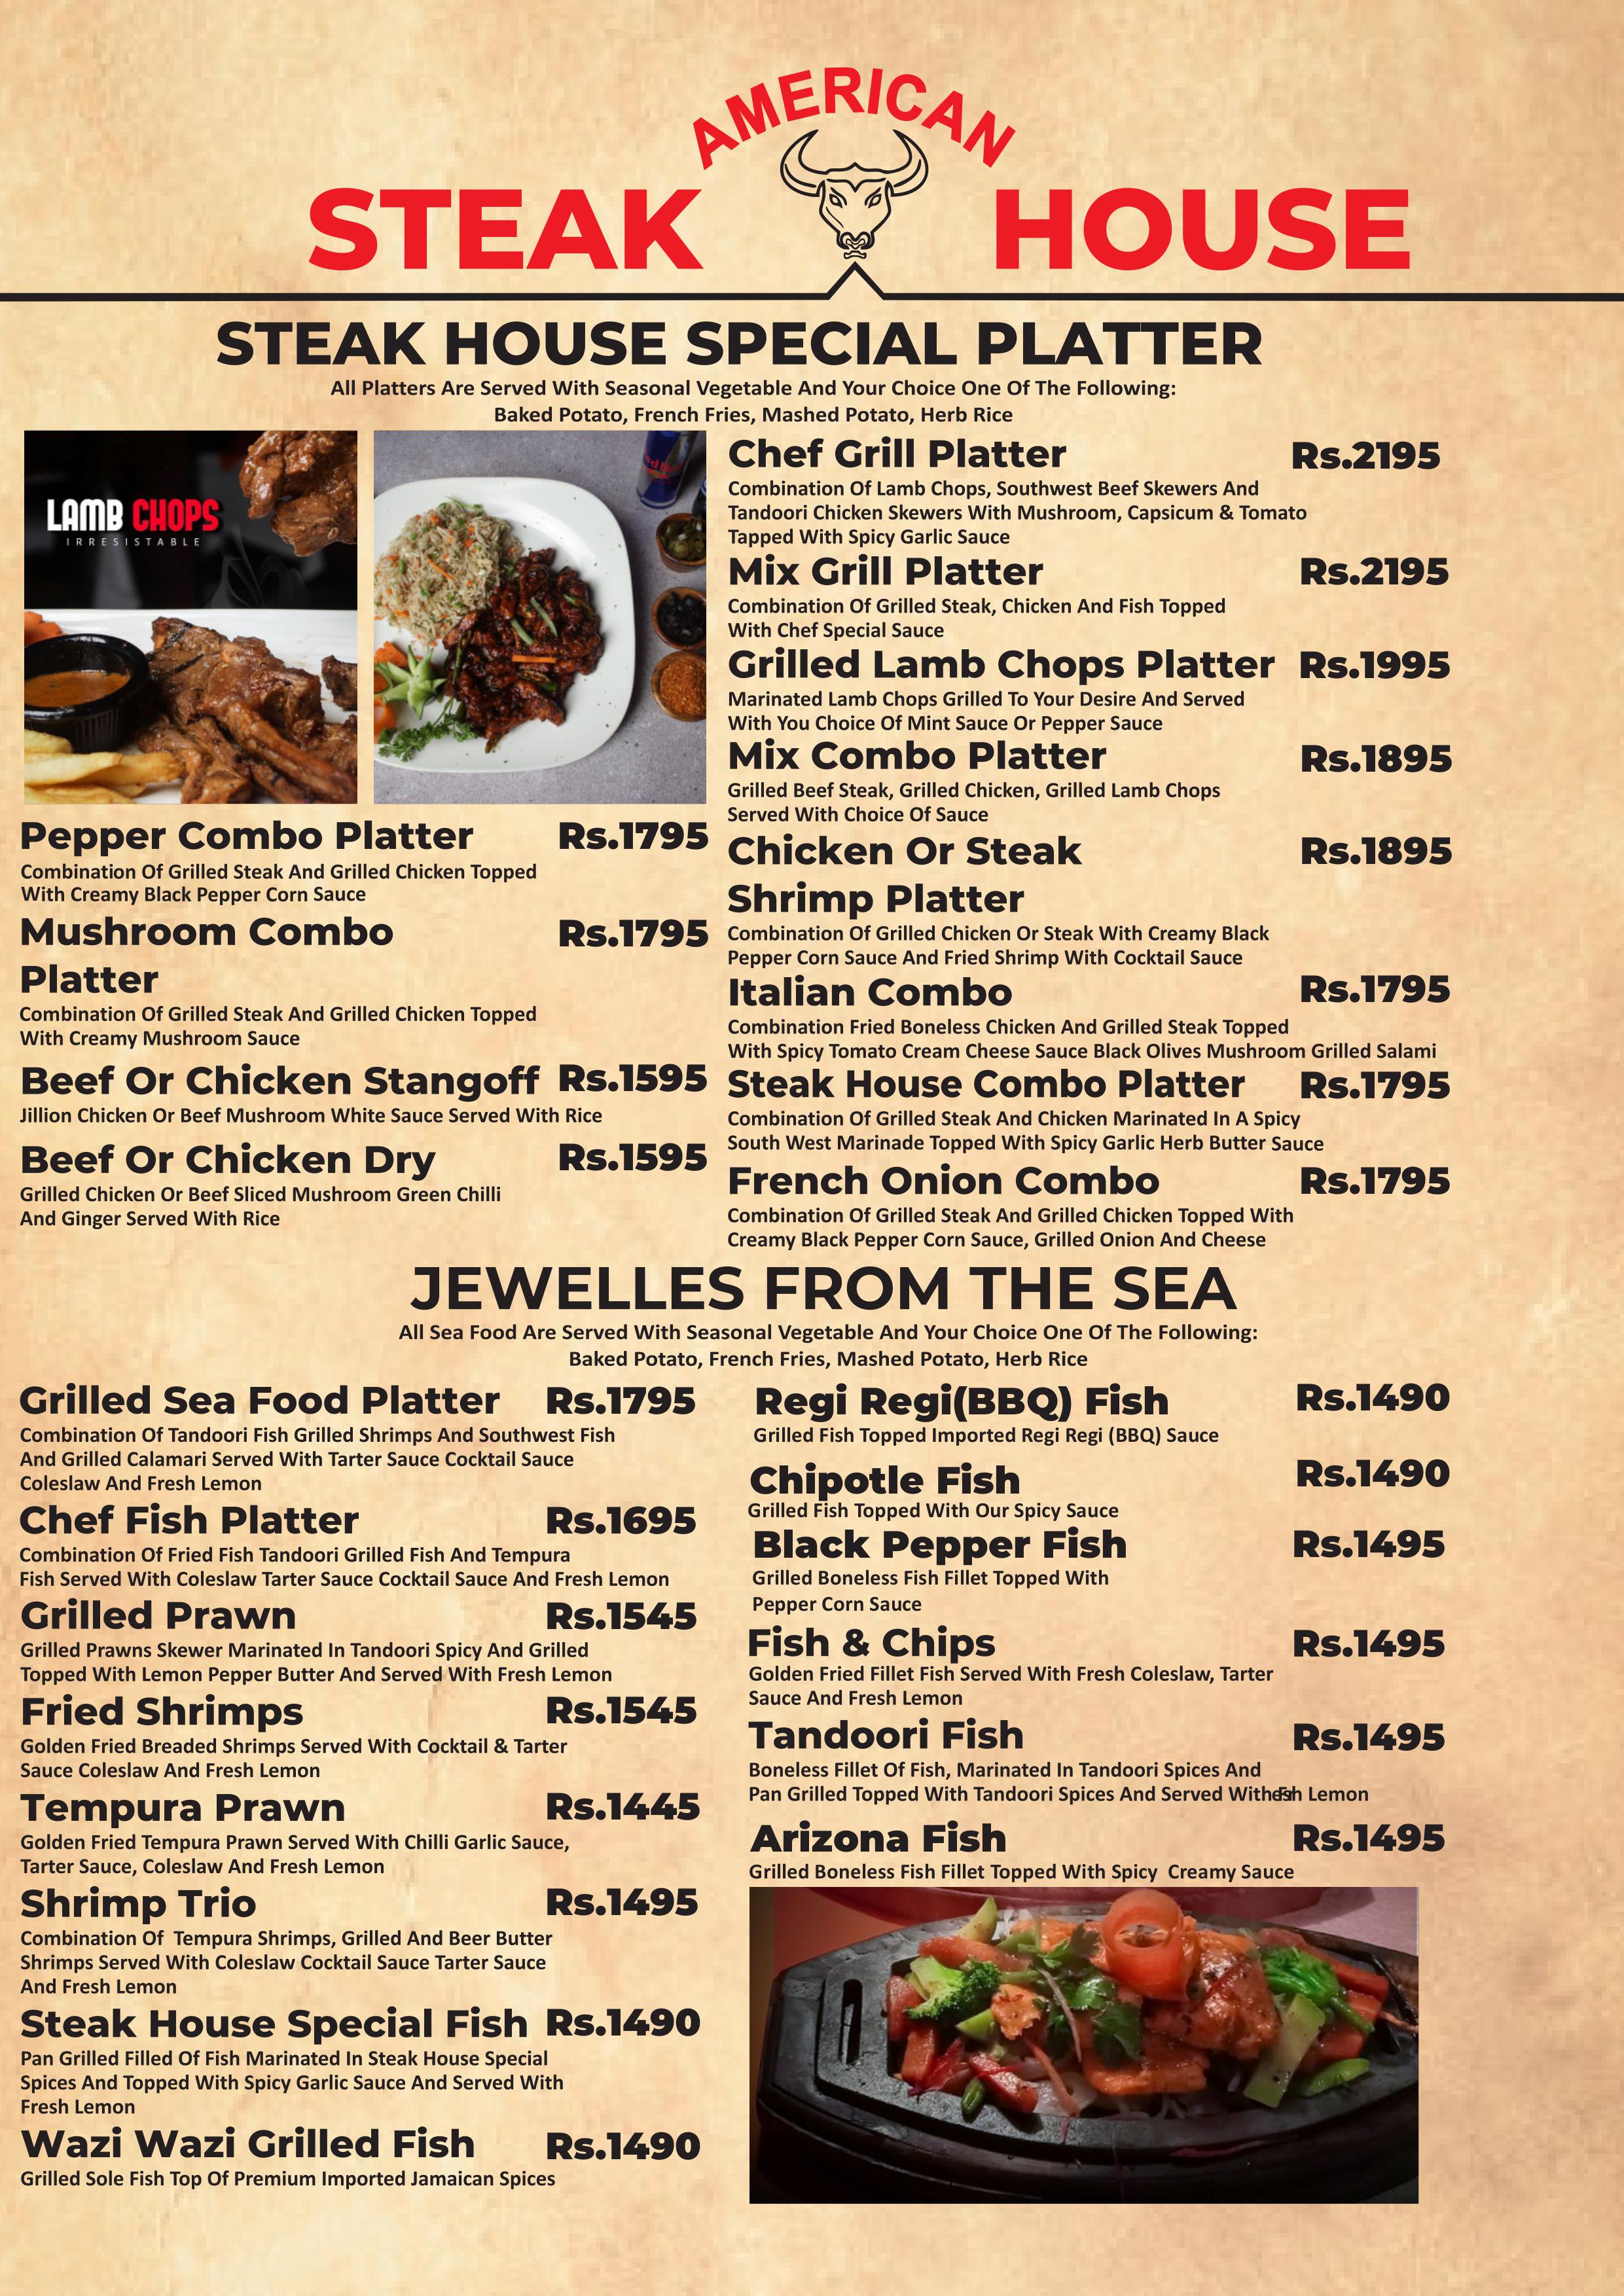 AMERICAN
STEAK HOUSE
STEAK HOUSE SPECIAL PLATTER
All Platters Are Served With Seasonal Vegetable And Your Choice One Of The Following:
Baked Potato, French Fries, Mashed Potato, Herb Rice
LAMB CHOPS
IRRESISTABLE
Pepper Combo Platter Rs.1795
Combination Of Grilled Steak And Grilled Chicken Topped
With Creamy Black Pepper Corn Sauce
Mushroom Combo Rs.1795
Platter
Combination Of Grilled Steak And Grilled Chicken Topped
With Creamy Mushroom Sauce
Beef Or Chicken Stangoff Rs.1595
Jillion Chicken Or Beef Mushroom White Sauce Served With Rice
Beef Or Chicken Dry Rs.1595
Grilled Chicken Or Beef Sliced Mushroom Green Chilli
And Ginger Served With Rice
Chef Grill Platter Rs.2195
Combination Of Lamb Chops, Southwest Beef Skewers And
Tandoori Chicken Skewers With Mushroom, Capsicum & Tomato
Tapped With Spicy Garlic Sauce
Mix Grill Platter Rs.2195
Combination Of Grilled Steak, Chicken And Fish Topped
With Chef Special Sauce
Grilled Lamb Chops Platter Rs.1995
Marinated Lamb Chops Grilled To Your Desire And Served
With You Choice Of Mint Sauce Or Pepper Sauce
Mix Combo Platter Rs.1895
Grilled Beef Steak, Grilled Chicken, Grilled Lamb Chops
Served With Choice Of Sauce
Chicken Or Steak Rs.1895
Shrimp Platter
Combination Of Grilled Chicken Or Steak With Creamy Black
Pepper Corn Sauce And Fried Shrimp With Cocktail Sauce
Italian Combo Rs.1795
Combination Fried Boneless Chicken And Grilled Steak Topped
With Spicy Tomato Cream Cheese Sauce Black Olives Mushroom Grilled Salami
Steak House Combo Platter Rs.1795
Combination Of Grilled Steak And Chicken Marinated In A Spicy
South West Marinade Topped With Spicy Garlic Herb Butter Sauce
French Onion Combo Rs.1795
Combination Of Grilled Steak And Grilled Chicken Topped With
Creamy Black Pepper Corn Sauce, Grilled Onion And Cheese
JEWELLES FROM THE SEA
All Sea Food Are Served With Seasonal Vegetable And Your Choice One Of The Following:
Baked Potato, French Fries, Mashed Potato, Herb Rice
Grilled Sea Food Platter Rs.1795
Combination Of Tandoori Fish Grilled Shrimps And Southwest Fish
And Grilled Calamari Served With Tarter Sauce Cocktail Sauce
Coleslaw And Fresh Lemon
Chef Fish Platter Rs.1695
Combination Of Fried Fish Tandoori Grilled Fish And Tempura
Fish Served With Coleslaw Tarter Sauce Cocktail Sauce And Fresh Lemon
Grilled Prawn Rs.1545
Grilled Prawns Skewer Marinated In Tandoori Spicy And Grilled
Topped With Lemon Pepper Butter And Served With Fresh Lemon
Fried Shrimps Rs.1545
Golden Fried Breaded Shrimps Served With Cocktail & Tarter
Sauce Coleslaw And Fresh Lemon
Tempura Prawn Rs.1445
Golden Fried Tempura Prawn Served With Chilli Garlic Sauce,
Tarter Sauce, Coleslaw And Fresh Lemon
Shrimp Trio Rs.1495
Combination Of Tempura Shrimps, Grilled And Beer Butter
Shrimps Served With Coleslaw Cocktail Sauce Tarter Sauce
And Fresh Lemon
Steak House Special Fish Rs.1490
Pan Grilled Filled Of Fish Marinated In Steak House Special
Spices And Topped With Spicy Garlic Sauce And Served With
Fresh Lemon
Wazi Wazi Grilled Fish Rs.1490
Grilled Sole Fish Top Of Premium Imported Jamaican Spices
Regi Regi(BBQ) Fish Rs.1490
Grilled Fish Topped Imported Regi Regi (BBQ) Sauce
Chipotle Fish Rs.1490
Grilled Fish Topped With Our Spicy Sauce
Black Pepper Fish Rs.1495
Grilled Boneless Fish Fillet Topped With
Pepper Corn Sauce
Fish & Chips Rs.1495
Golden Fried Fillet Fish Served With Fresh Coleslaw, Tarter
Sauce And Fresh Lemon
Tandoori Fish Rs.1495
Boneless Fillet Of Fish, Marinated In Tandoori Spices And
Pan Grilled Topped With Tandoori Spices And Served With Lemon
Arizona Fish Rs.1495
Grilled Boneless Fish Fillet Topped With Spicy Creamy Sauce